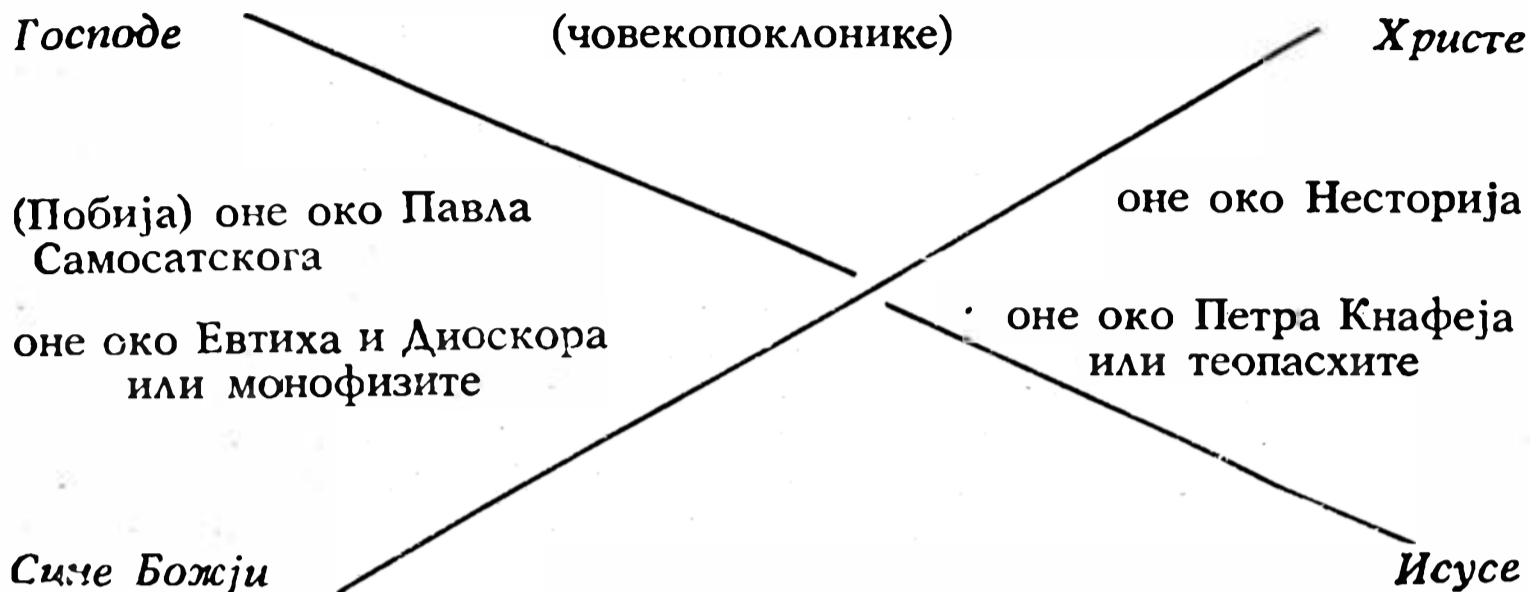 Господе (човекопоклонике) Христе
(Побија) оне око Павла
Самосатскога
оне око Несторија
оне око Евтиха и Диоскора
или монофизите
оне око Петра Кнафеја
или теопасхите
Сине Божји Исусе